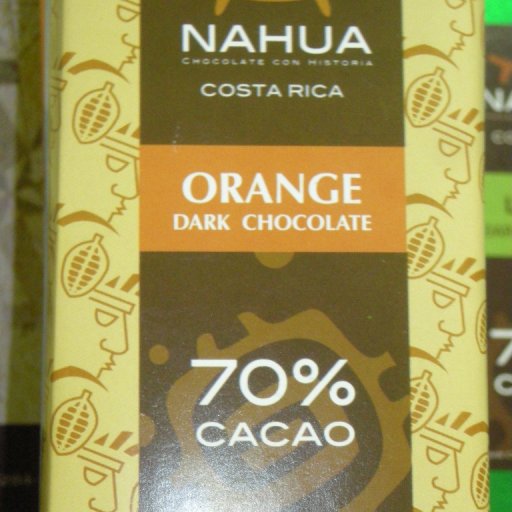 NAHUA
CHOCOLATE CON HISTORIA
COSTA RICA
ORANGE
DARK CHOCOLATE
70%
CACAO